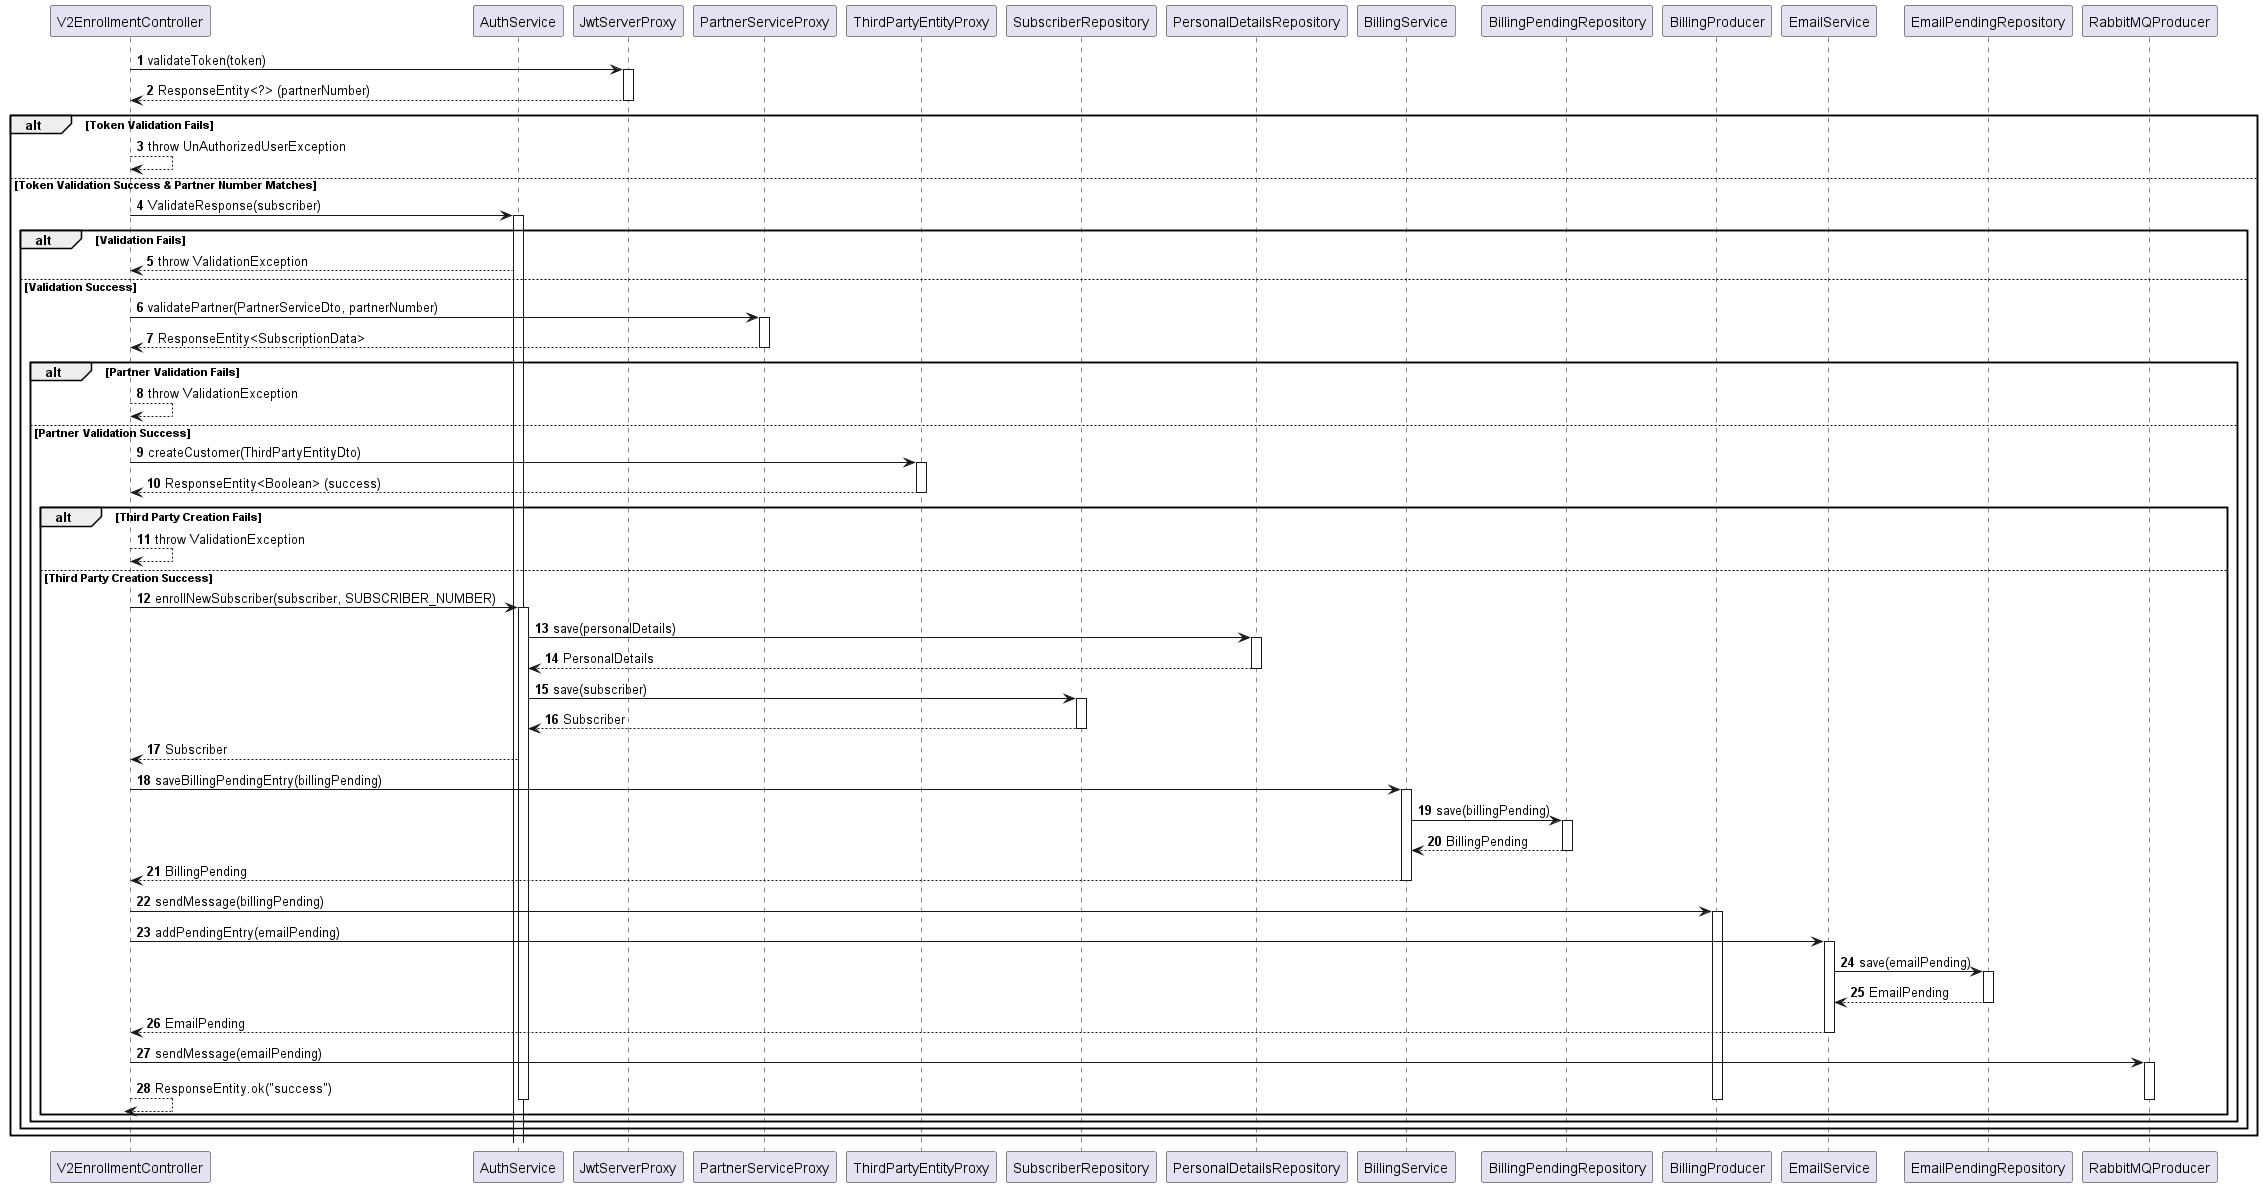 V2EnrollmentController AuthService JwtServerProxy PartnerServiceProxy ThirdPartyEntityProxy SubscriberRepository PersonalDetailsRepository BillingService BillingPendingRepository BillingProducer EmailService EmailPendingRepository RabbitMQProducer
1 validateToken(token)
2 ResponseEntity<?> (partnerNumber)
alt [Token Validation Fails]
3 throw UnAuthorizedUserException
[Token Validation Success & Partner Number Matches]
4 ValidateResponse(subscriber)
alt [Validation Fails]
5 throw ValidationException
[Validation Success]
6 validatePartner(PartnerServiceDto, partnerNumber)
7 ResponseEntity<SubscriptionData>
alt [Partner Validation Fails]
8 throw ValidationException
[Partner Validation Success]
9 createCustomer(ThirdPartyEntityDto)
10 ResponseEntity<Boolean> (success)
alt [Third Party Creation Fails]
11 throw ValidationException
[Third Party Creation Success]
12 enrollNewSubscriber(subscriber, SUBSCRIBER_NUMBER)
13 save(personalDetails)
14 PersonalDetails
15 save(subscriber)
16 Subscriber
17 Subscriber
18 saveBillingPendingEntry(billingPending)
19 save(billingPending)
20 BillingPending
21 BillingPending
22 sendMessage(billingPending)
23 addPendingEntry(emailPending)
24 save(emailPending)
25 EmailPending
26 EmailPending
27 sendMessage(emailPending)
28 ResponseEntity.ok("success")
V2EnrollmentController AuthService JwtServerProxy PartnerServiceProxy ThirdPartyEntityProxy SubscriberRepository PersonalDetailsRepository BillingService BillingPendingRepository BillingProducer EmailService EmailPendingRepository RabbitMQProducer